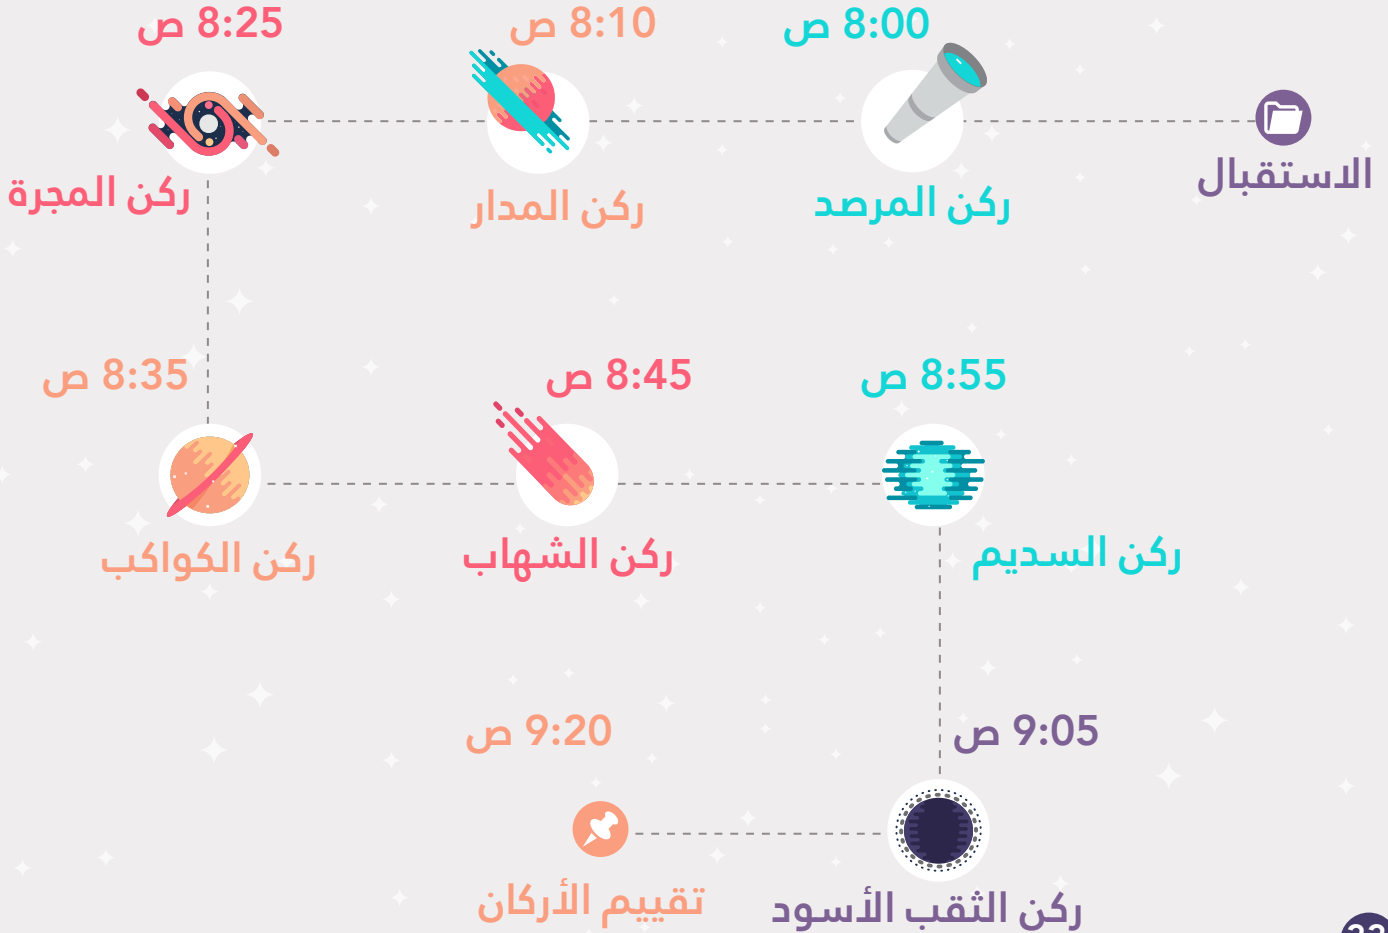 الاستقبال
8:00 ص
ركن المرصد
8:10 ص
ركن المدار
8:25 ص
ركن المجرة
8:35 ص
ركن الكواكب
8:45 ص
ركن الشهاب
8:55 ص
ركن السديم
9:05 ص
ركن الثقب الأسود
9:20 ص
تقييم الأركان